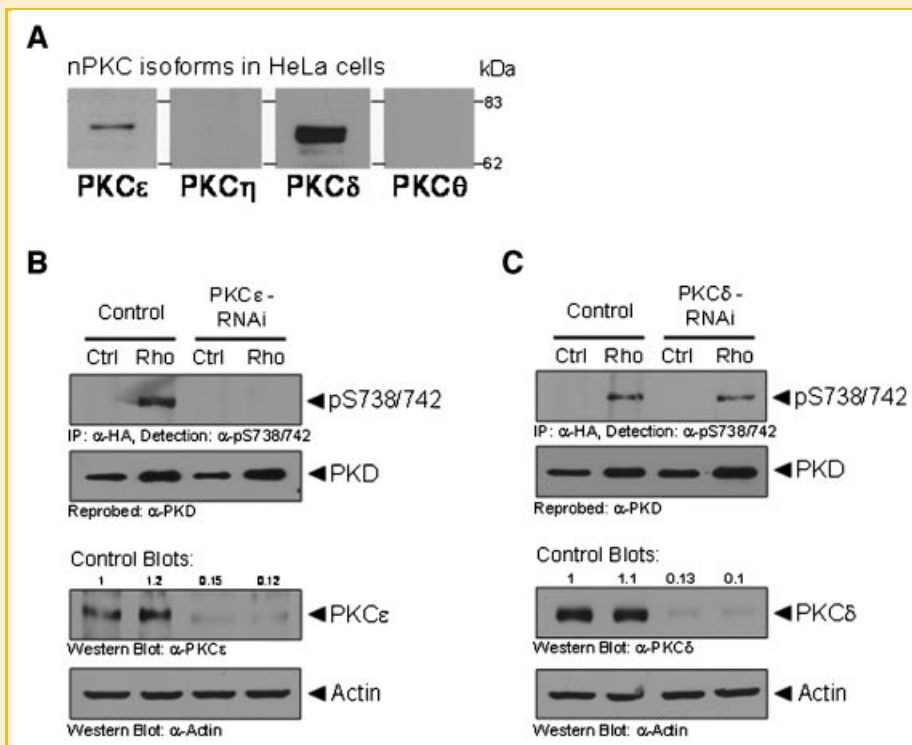 A
nPKC isoforms in HeLa cells kDa
83
62
PKCε PKCη PKCδ PKCθ
B
Control PKCε-
RNAi
Ctrl Rho Ctrl Rho
pS738/742
IP: α-HA, Detection: α-pS738/742
PKD
Reprobed: α-PKD
Control Blots:
1 1.2 0.15 0.12
PKCε
Western Blot: α-PKCε
Actin
Western Blot: α-Actin
C
Control PKCδ-
RNAi
Ctrl Rho Ctrl Rho
pS738/742
IP: α-HA, Detection: α-pS738/742
PKD
Reprobed: α-PKD
Control Blots:
1 1.1 0.13 0.1
PKCδ
Western Blot: α-PKCδ
Actin
Western Blot: α-Actin